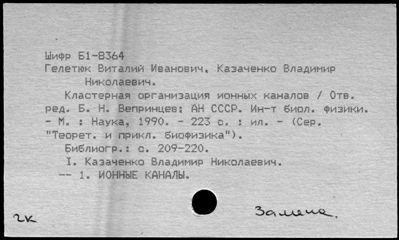 Шифр Б1-8364
Гелетюк Виталий Иванович, Казаченко Владимир
Николаевич.
Кластерная организация ионных каналов / Отв.
ред. Б. Н. Вепринцев; АН СССР. Ин-т биол. физики.
- М. : Наука, 1990. - 223 с. : ил. - (Сер.
"Теорет. и прикл. биофизика").
Библиогр.: с. 209-220.
I. Казаченко Владимир Николаевич.
-- 1. ИОННЫЕ КАНАЛЫ.
гк
Замена.